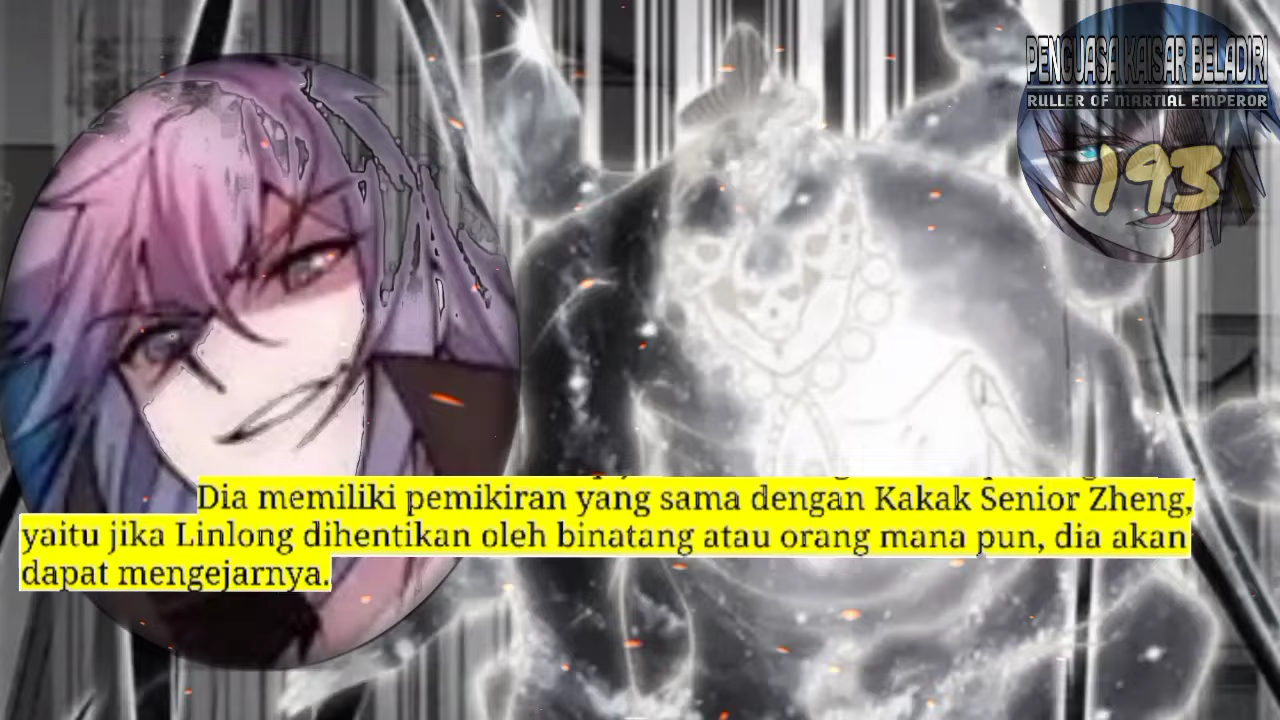 PENGUASA KAISAR BELADIRI
RULLER OF MARTIAL EMPEROR
193
Dia memiliki pemikiran yang sama dengan Kakak Senior Zheng,
yaitu jika Linlong dihentikan oleh binatang atau orang mana pun, dia akan
dapat mengejarnya.